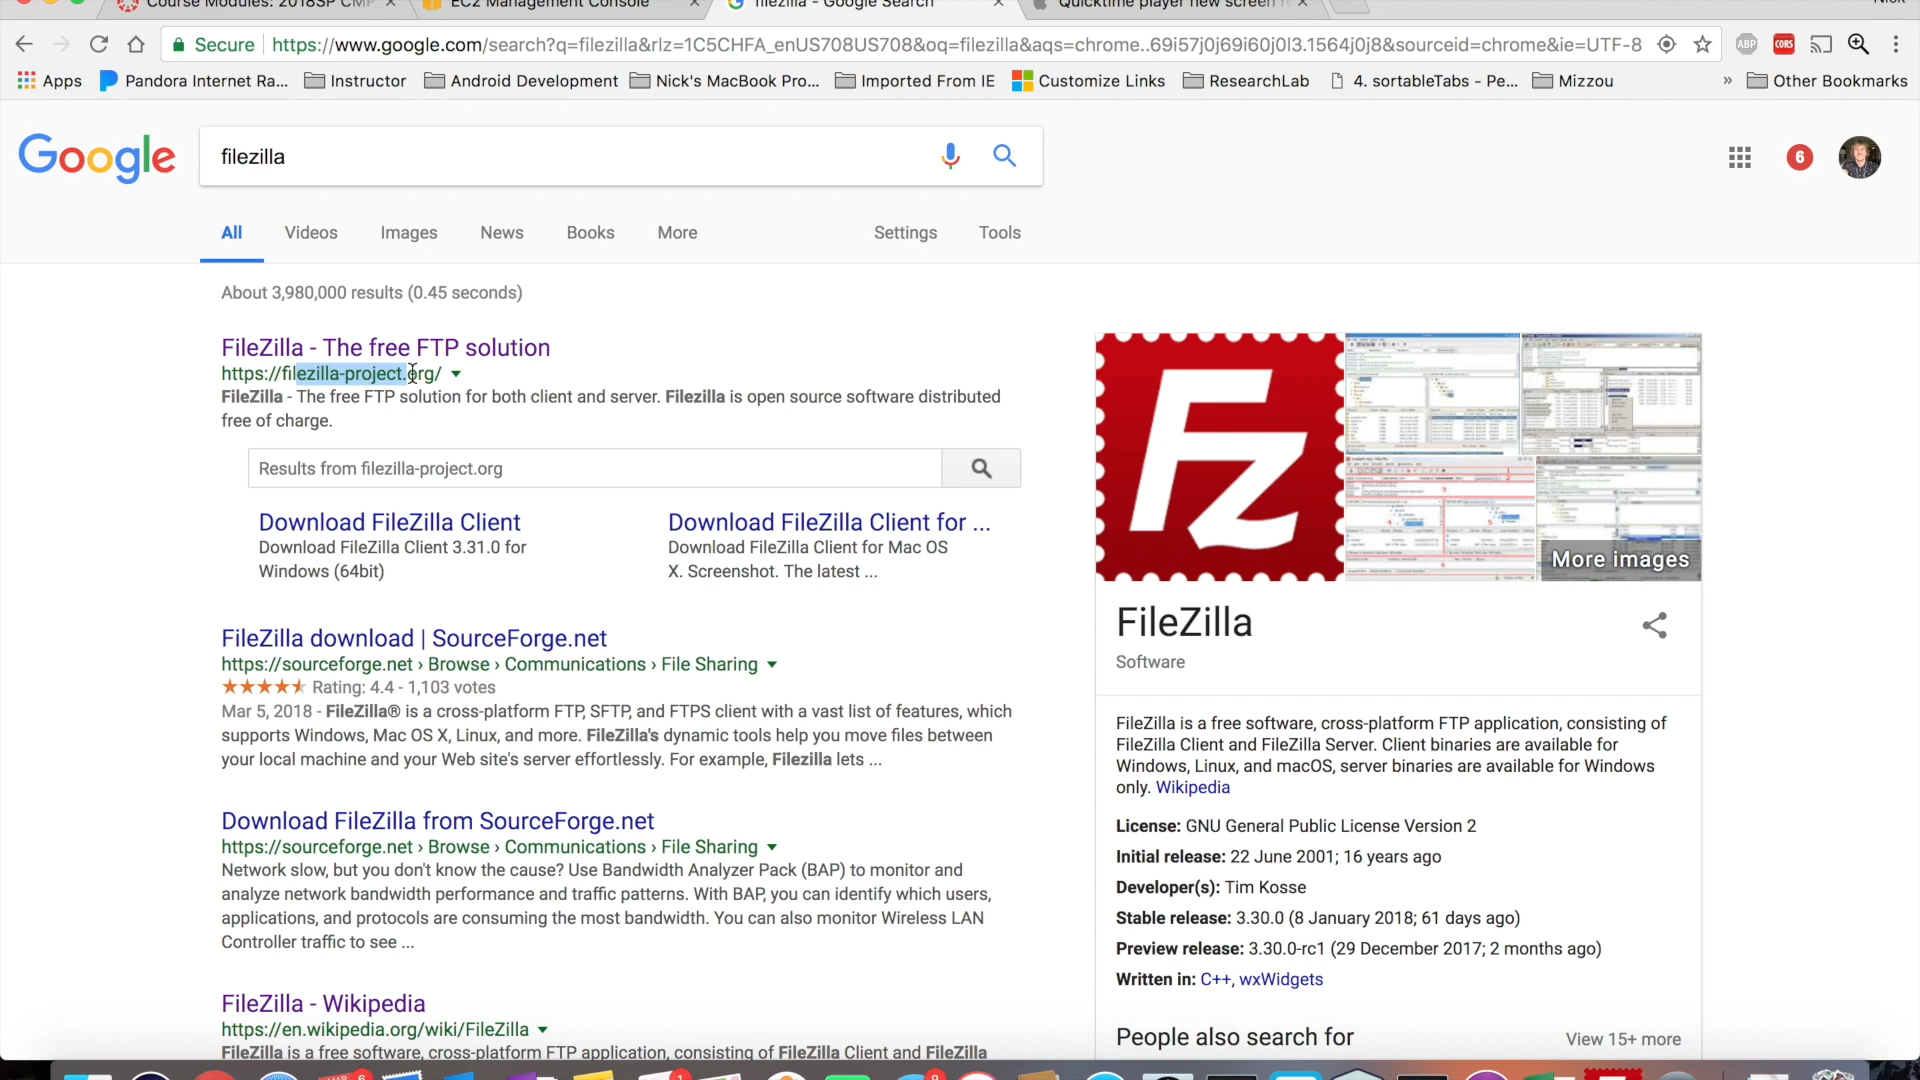 Course Modules: 2018SP CMP
EC2 Management Console
filezilla - Google Search
Quicktime player new screen r
Nick
Secure
https://www.google.com/search?q=filezilla&rlz=1C5CHFA_enUS708US708&oq=filezilla&aqs=chrome..69i57j0j69i60j0l3.1564j0j8&sourceid=chrome&ie=UTF-8
ABP
CORS
Apps
Pandora Internet Ra...
Instructor
Android Development
Nick's MacBook Pro...
Imported From IE
Customize Links
ResearchLab
4. sortableTabs - Pe...
Mizzou
»
Other Bookmarks
Google
filezilla
6
All
Videos
Images
News
Books
More
Settings
Tools
About 3,980,000 results (0.45 seconds)
FileZilla - The free FTP solution
https://filezilla-project.org/
FileZilla - The free FTP solution for both client and server. Filezilla is open source software distributed
free of charge.
Results from filezilla-project.org
Download FileZilla Client
Download FileZilla Client 3.31.0 for
Windows (64bit)
Download FileZilla Client for ...
Download FileZilla Client for Mac OS
X. Screenshot. The latest ...
FileZilla download | SourceForge.net
https://sourceforge.net › Browse › Communications › File Sharing
Rating: 4.4 - 1,103 votes
Mar 5, 2018 - FileZilla® is a cross-platform FTP, SFTP, and FTPS client with a vast list of features, which
supports Windows, Mac OS X, Linux, and more. FileZilla's dynamic tools help you move files between
your local machine and your Web site's server effortlessly. For example, Filezilla lets ...
Download FileZilla from SourceForge.net
https://sourceforge.net › Browse › Communications › File Sharing
Network slow, but you don't know the cause? Use Bandwidth Analyzer Pack (BAP) to monitor and
analyze network bandwidth performance and traffic patterns. With BAP, you can identify which users,
applications, and protocols are consuming the most bandwidth. You can also monitor Wireless LAN
Controller traffic to see ...
FileZilla - Wikipedia
https://en.wikipedia.org/wiki/FileZilla
FileZilla is a free software, cross-platform FTP application, consisting of FileZilla Client and FileZilla
Fz
More images
FileZilla
Software
FileZilla is a free software, cross-platform FTP application, consisting of
FileZilla Client and FileZilla Server. Client binaries are available for
Windows, Linux, and macOS, server binaries are available for Windows
only. Wikipedia
License: GNU General Public License Version 2
Initial release: 22 June 2001; 16 years ago
Developer(s): Tim Kosse
Stable release: 3.30.0 (8 January 2018; 61 days ago)
Preview release: 3.30.0-rc1 (29 December 2017; 2 months ago)
Written in: C++, wxWidgets
People also search for
View 15+ more
MAR
6
1
9